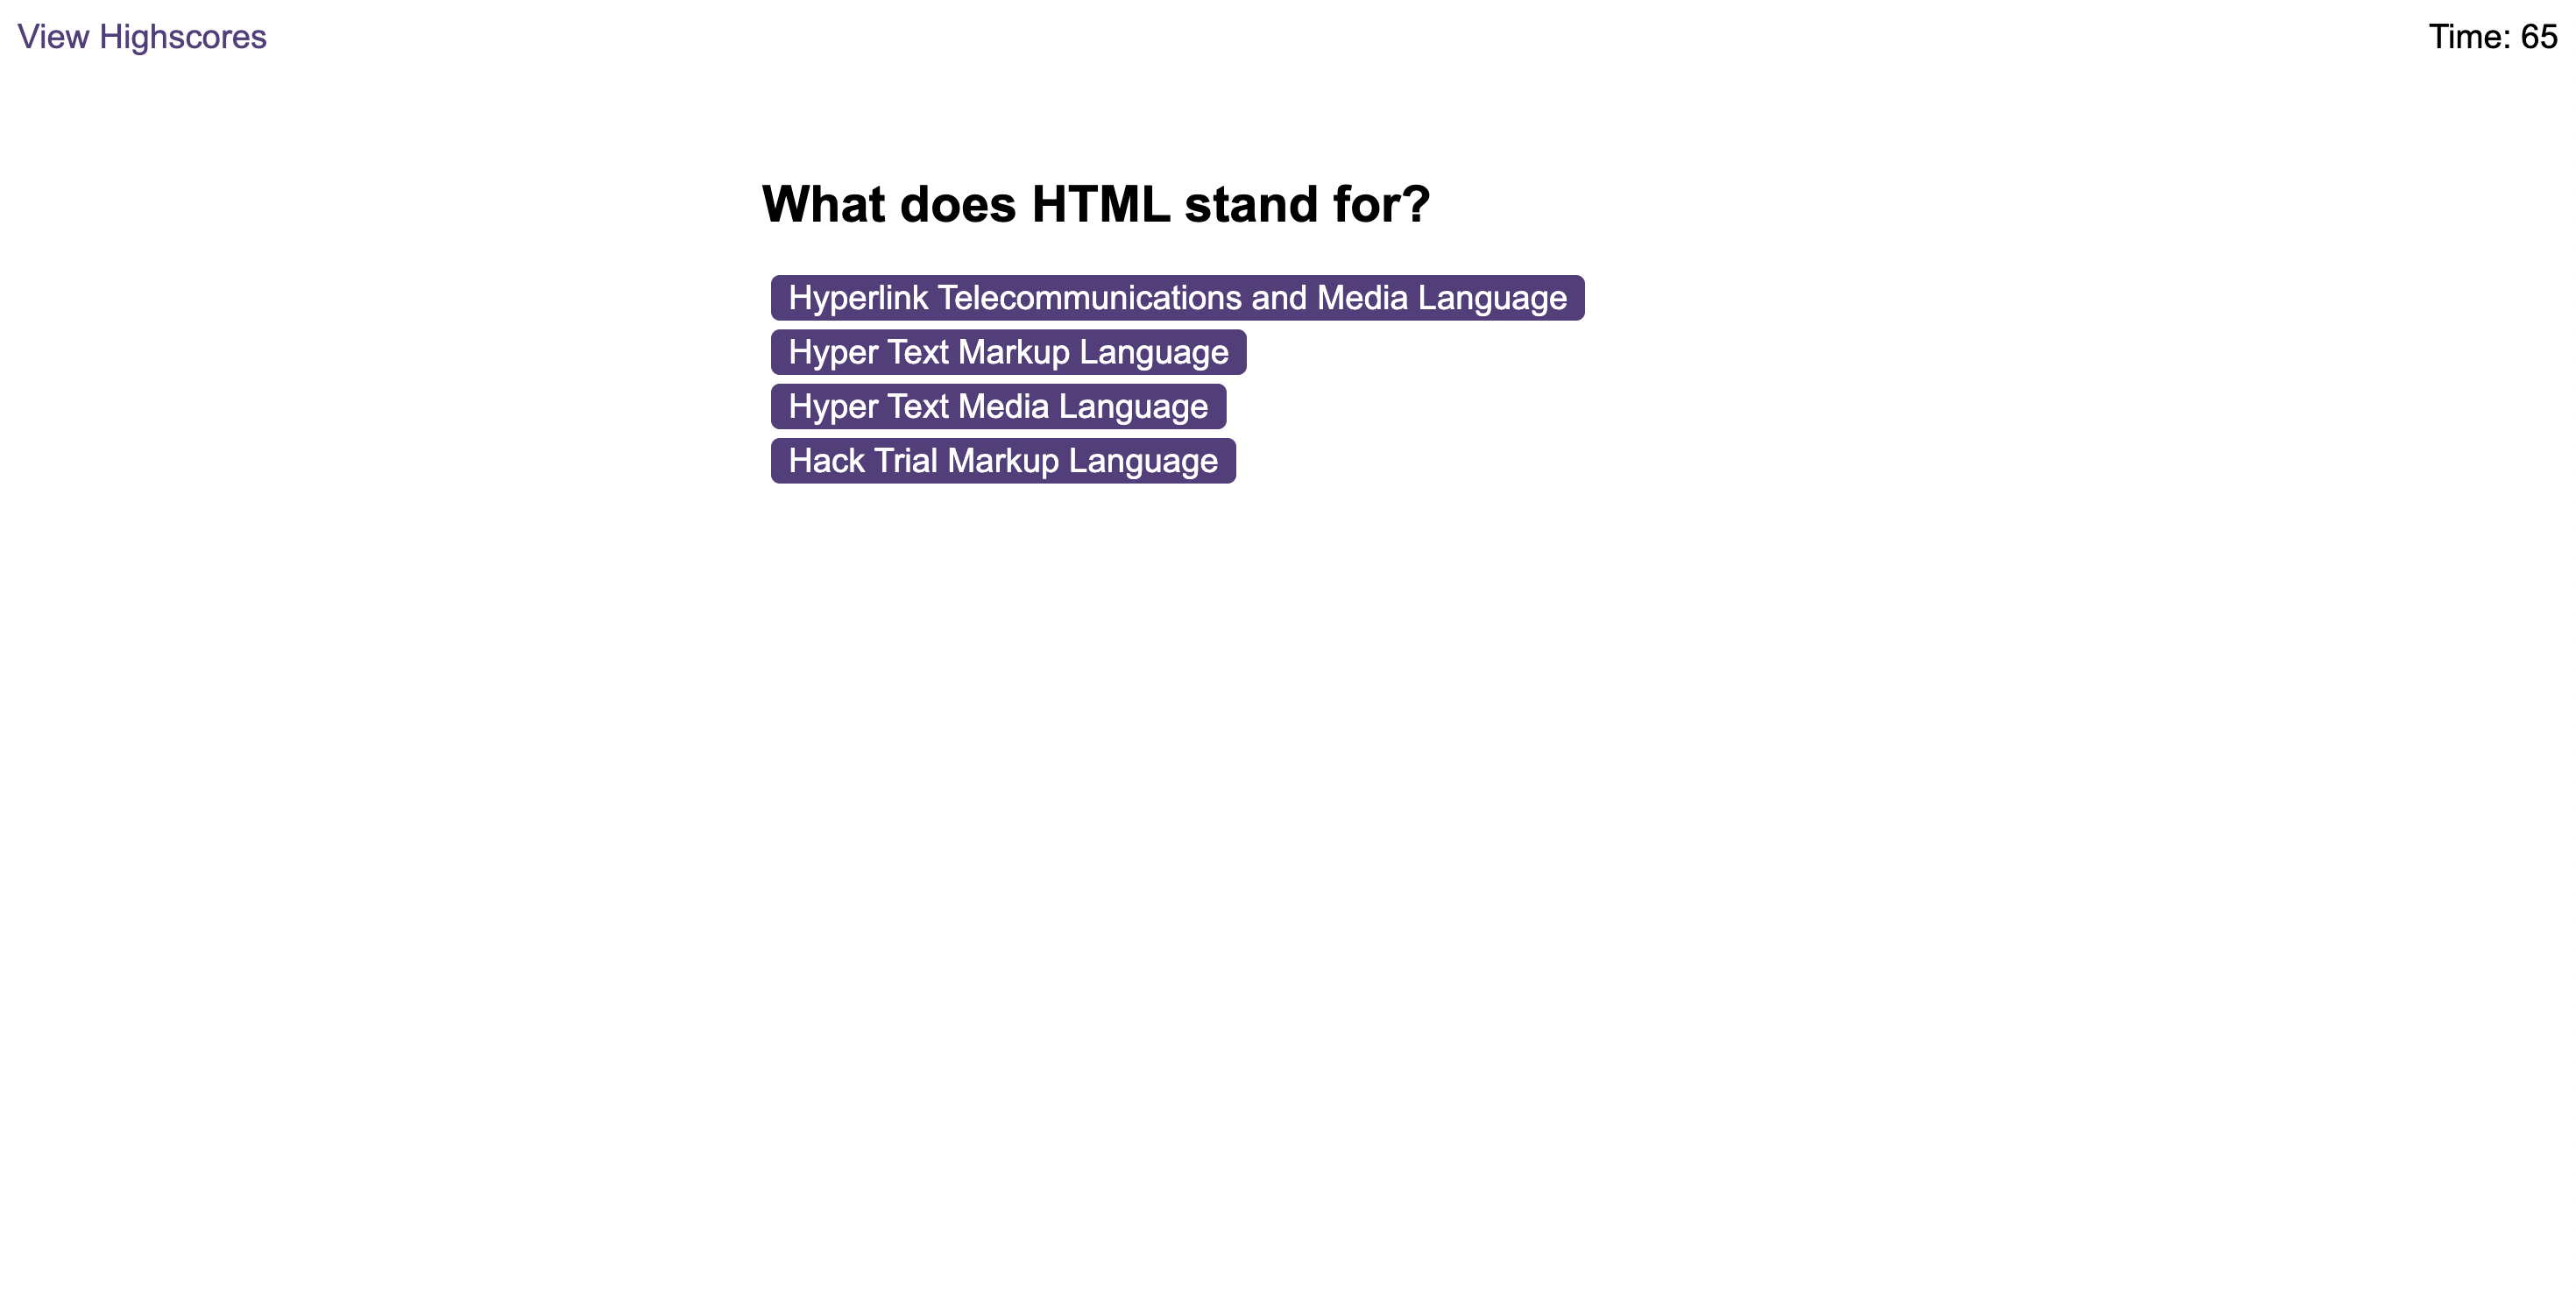 View Highscores
Time: 65
What does HTML stand for?
Hyperlink Telecommunications and Media Language
Hyper Text Markup Language
Hyper Text Media Language
Hack Trial Markup Language